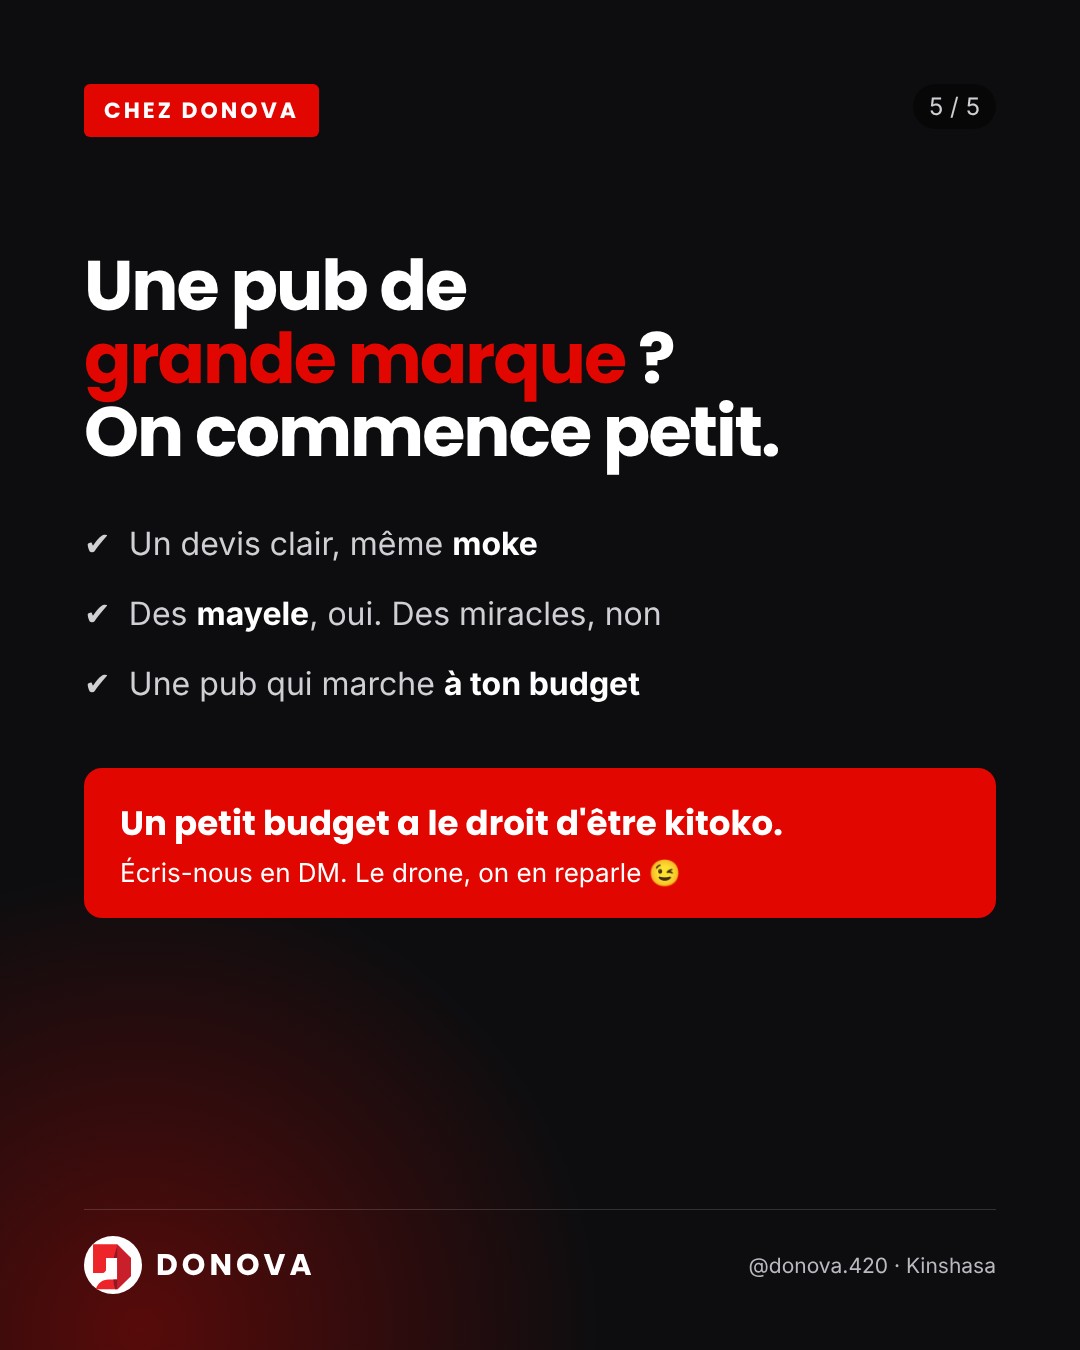 CHEZ DONOVA
5 / 5
Une pub de
grande marque ?
On commence petit.
✔ Un devis clair, même moke
✔ Des mayele, oui. Des miracles, non
✔ Une pub qui marche à ton budget
Un petit budget a le droit d'être kitoko.
Écris-nous en DM. Le drone, on en reparle 😉
DONOVA
@donova.420 · Kinshasa